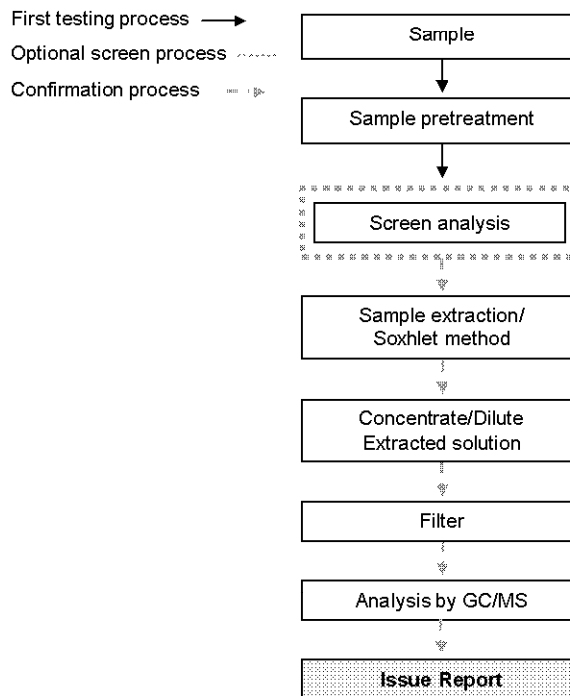 First testing process
Optional screen process
Confirmation process
Sample
Sample pretreatment
Screen analysis
Sample extraction/
Soxhlet method
Concentrate/Dilute
Extracted solution
Filter
Analysis by GC/MS
Issue Report